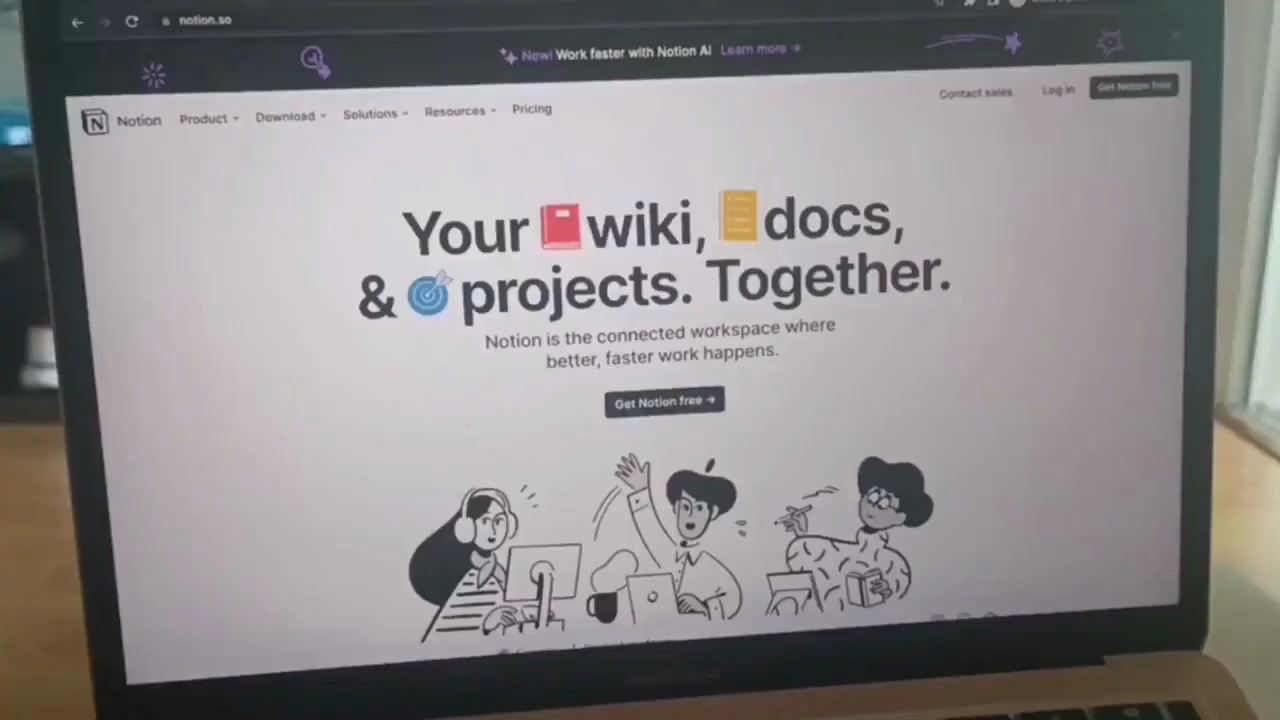 notion.so
New! Work faster with Notion AI Learn more →
Notion Product Download Solutions Resources Pricing Contact sales Log in Get Notion free
Your wiki, docs,
& projects. Together.
Notion is the connected workspace where
better, faster work happens.
Get Notion free →